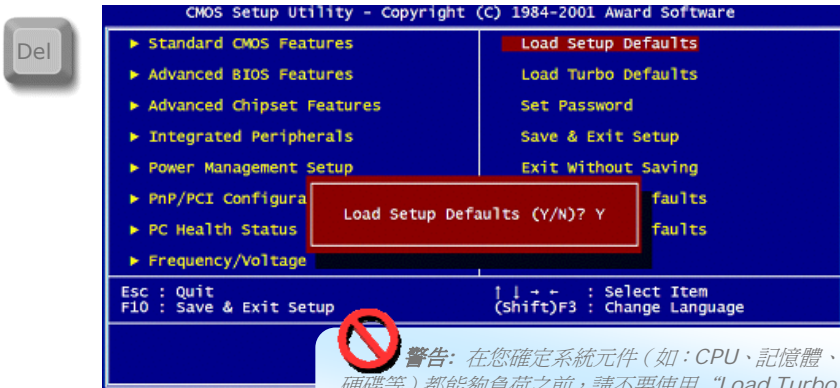 CMOS Setup Utility - Copyright (C) 1984-2001 Award Software
Del
▶ Standard CMOS Features
▶ Advanced BIOS Features
▶ Advanced Chipset Features
▶ Integrated Peripherals
▶ Power Management Setup
▶ PnP/PCI Configura
▶ PC Health Status
▶ Frequency/Voltage
Load Setup Defaults
Load Turbo Defaults
Set Password
Save & Exit Setup
Exit Without Saving
faults
faults
Load Setup Defaults (Y/N)? Y
Esc : Quit
F10 : Save & Exit Setup
↑ ↓ → ← : Select Item
(Shift)F3 : Change Language
警告: 在您確定系統元件（如：CPU、記憶體、
硬碟等）都能夠負荷之前，請不要使用 “Load Turbo